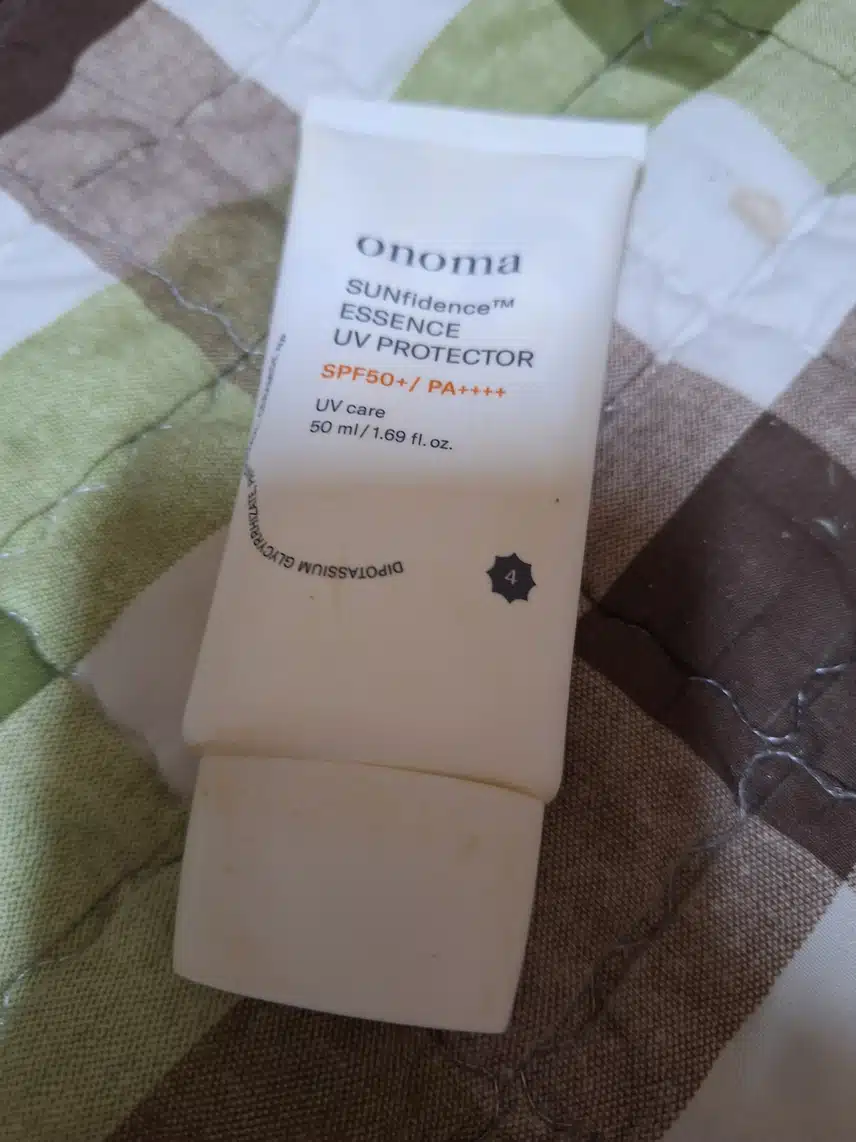 onoma
SUNfidence™
ESSENCE
UV PROTECTOR
SPF50+/ PA++++
UV care
50 ml/1.69 fl. oz.
DIPOTASSIUM GLYCYRRHIZATE,
4